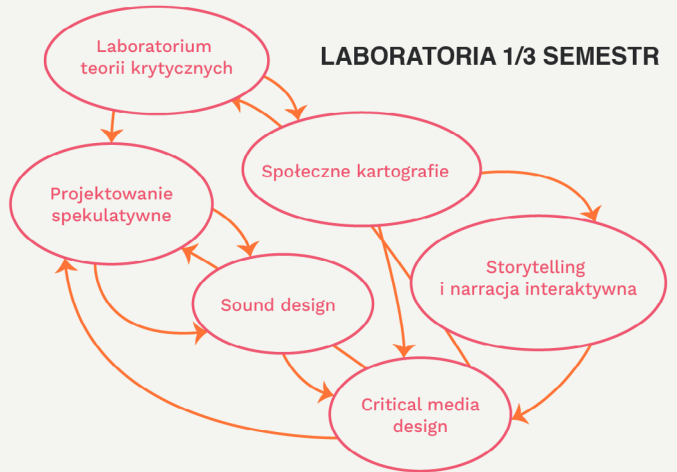 LABORATORIA 1/3 SEMESTR
Laboratorium
teorii krytycznych
Społeczne kartografie
Projektowanie
spekulatywne
Storytelling
i narracja interaktywna
Sound design
Critical media
design